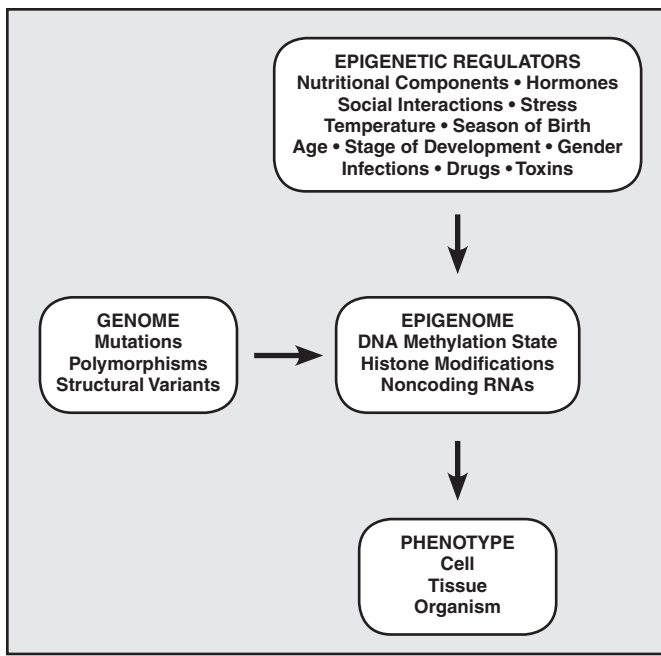 EPIGENETIC REGULATORS
Nutritional Components • Hormones
Social Interactions • Stress
Temperature • Season of Birth
Age • Stage of Development • Gender
Infections • Drugs • Toxins
GENOME
Mutations
Polymorphisms
Structural Variants
EPIGENOME
DNA Methylation State
Histone Modifications
Noncoding RNAs
PHENOTYPE
Cell
Tissue
Organism